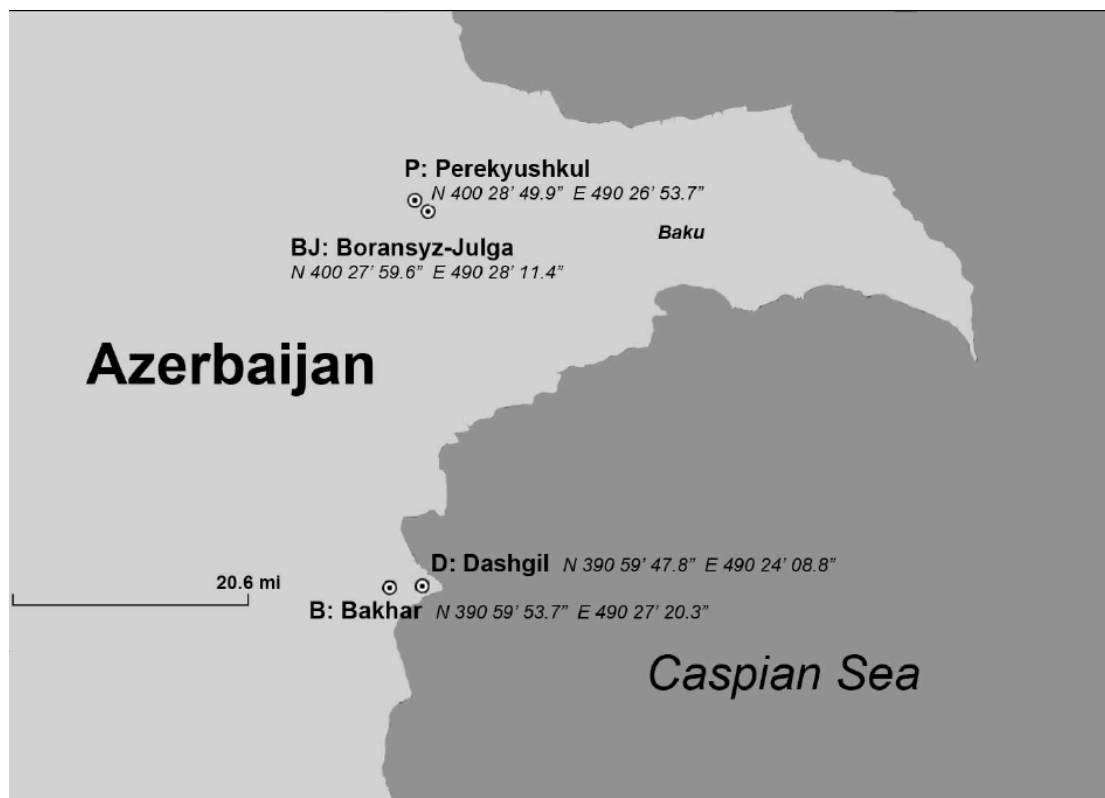 P: Perekyushkul
N 400 28’ 49.9” E 490 26’ 53.7”
Baku
BJ: Boransyz-Julga
N 400 27’ 59.6” E 490 28’ 11.4”
Azerbaijan
D: Dashgil N 390 59’ 47.8” E 490 24’ 08.8”
20.6 mi
B: Bakhar N 390 59’ 53.7” E 490 27’ 20.3”
Caspian Sea